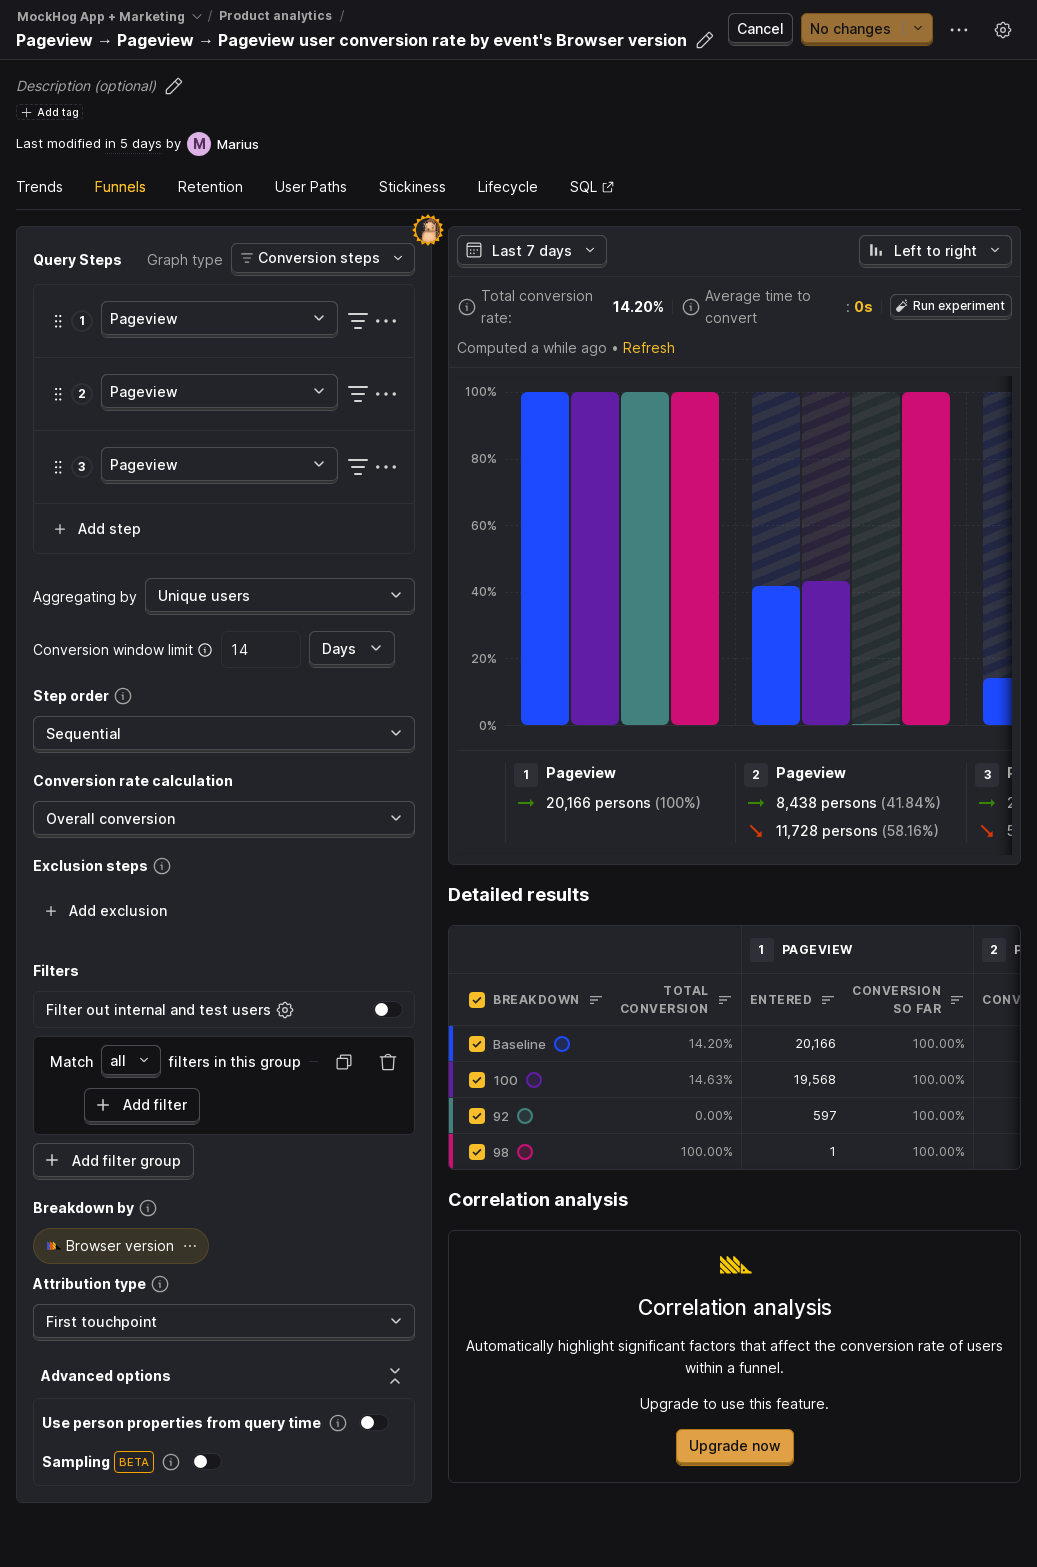 MockHog App + Marketing / Product analytics /
Pageview → Pageview → Pageview user conversion rate by event's Browser version
Cancel
No changes
Description (optional)
Add tag
Last modified in 5 days by M Marius
Trends
Funnels
Retention
User Paths
Stickiness
Lifecycle
SQL
Query Steps
Graph type
Conversion steps
1 Pageview
2 Pageview
3 Pageview
Add step
Aggregating by Unique users
Conversion window limit 14 Days
Step order
Sequential
Conversion rate calculation
Overall conversion
Exclusion steps
Add exclusion
Filters
Filter out internal and test users
Match all filters in this group
Add filter
Add filter group
Breakdown by
Browser version
Attribution type
First touchpoint
Advanced options
Use person properties from query time
Sampling BETA
Last 7 days
Left to right
Total conversion rate: 14.20%
Average time to convert : 0s
Run experiment
Computed a while ago • Refresh
100%
80%
60%
40%
20%
0%
1 Pageview
20,166 persons (100%)
2 Pageview
8,438 persons (41.84%)
11,728 persons (58.16%)
3
Detailed results
1 PAGEVIEW
2
BREAKDOWN
TOTAL CONVERSION
ENTERED
CONVERSION SO FAR
Baseline 14.20% 20,166 100.00%
100 14.63% 19,568 100.00%
92 0.00% 597 100.00%
98 100.00% 1 100.00%
Correlation analysis
Correlation analysis
Automatically highlight significant factors that affect the conversion rate of users
within a funnel.
Upgrade to use this feature.
Upgrade now